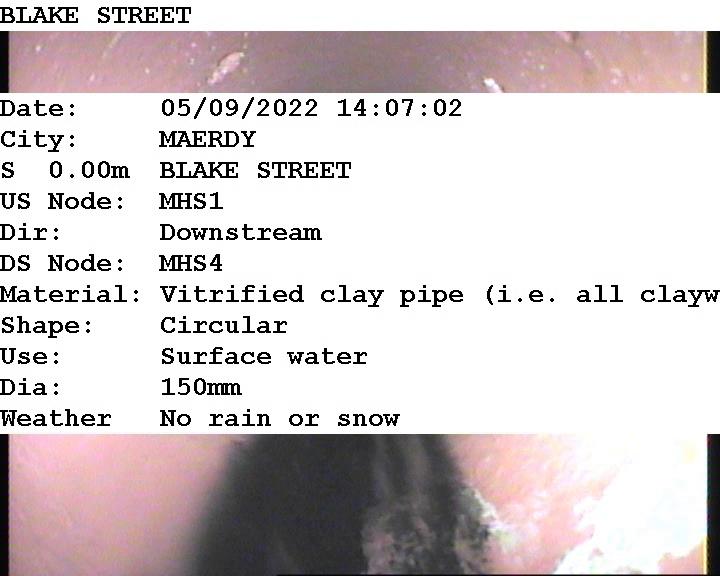 BLAKE STREET
Date: 05/09/2022 14:07:02
City: MAERDY
S 0.00m BLAKE STREET
US Node: MHS1
Dir: Downstream
DS Node: MHS4
Material: Vitrified clay pipe (i.e. all clayw
Shape: Circular
Use: Surface water
Dia: 150mm
Weather No rain or snow